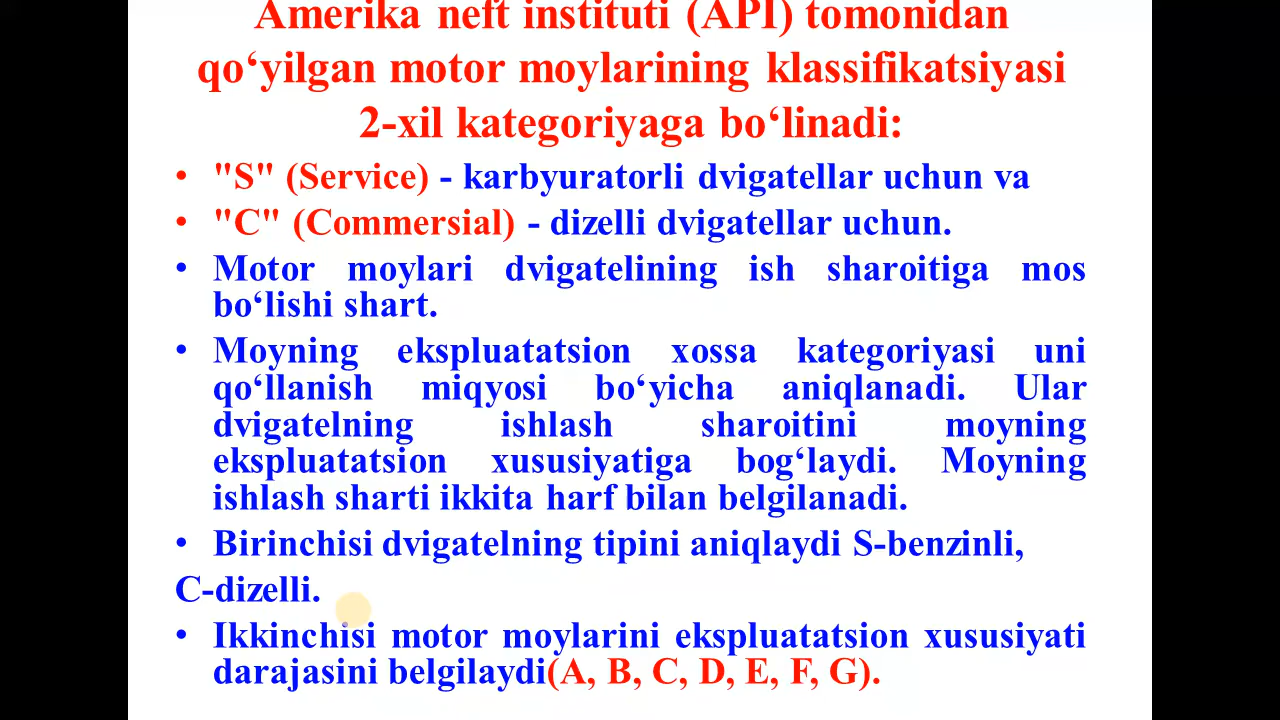 Amerika neft instituti (API) tomonidan
qo‘yilgan motor moylarining klassifikatsiyasi
2-xil kategoriyaga bo‘linadi:
• "S" (Service) - karbyuratorli dvigatellar uchun va
• "C" (Commersial) - dizelli dvigatellar uchun.
• Motor moylari dvigatelining ish sharoitiga mos
bo‘lishi shart.
• Moyning ekspluatatsion xossa kategoriyasi uni
qo‘llanish miqyosi bo‘yicha aniqlanadi. Ular
dvigatelning ishlash sharoitini moyning
ekspluatatsion xususiyatiga bog‘laydi. Moyning
ishlash sharti ikkita harf bilan belgilanadi.
• Birinchisi dvigatelning tipini aniqlaydi S-benzinli,
C-dizelli.
• Ikkinchisi motor moylarini ekspluatatsion xususiyati
darajasini belgilaydi(A, B, C, D, E, F, G).